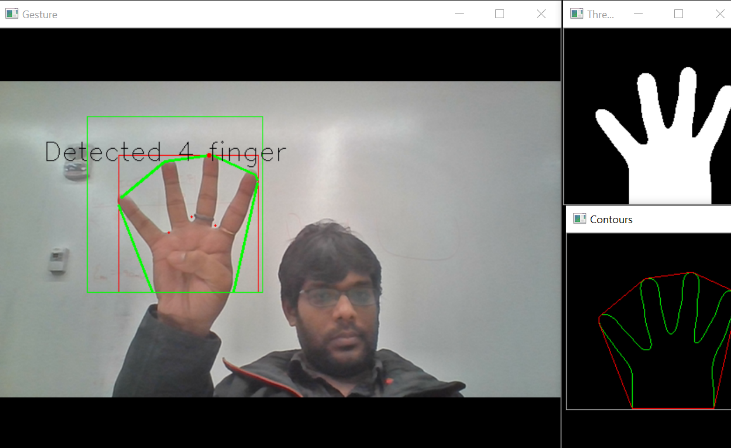 Gesture
Thre...
Detected 4 finger
Contours